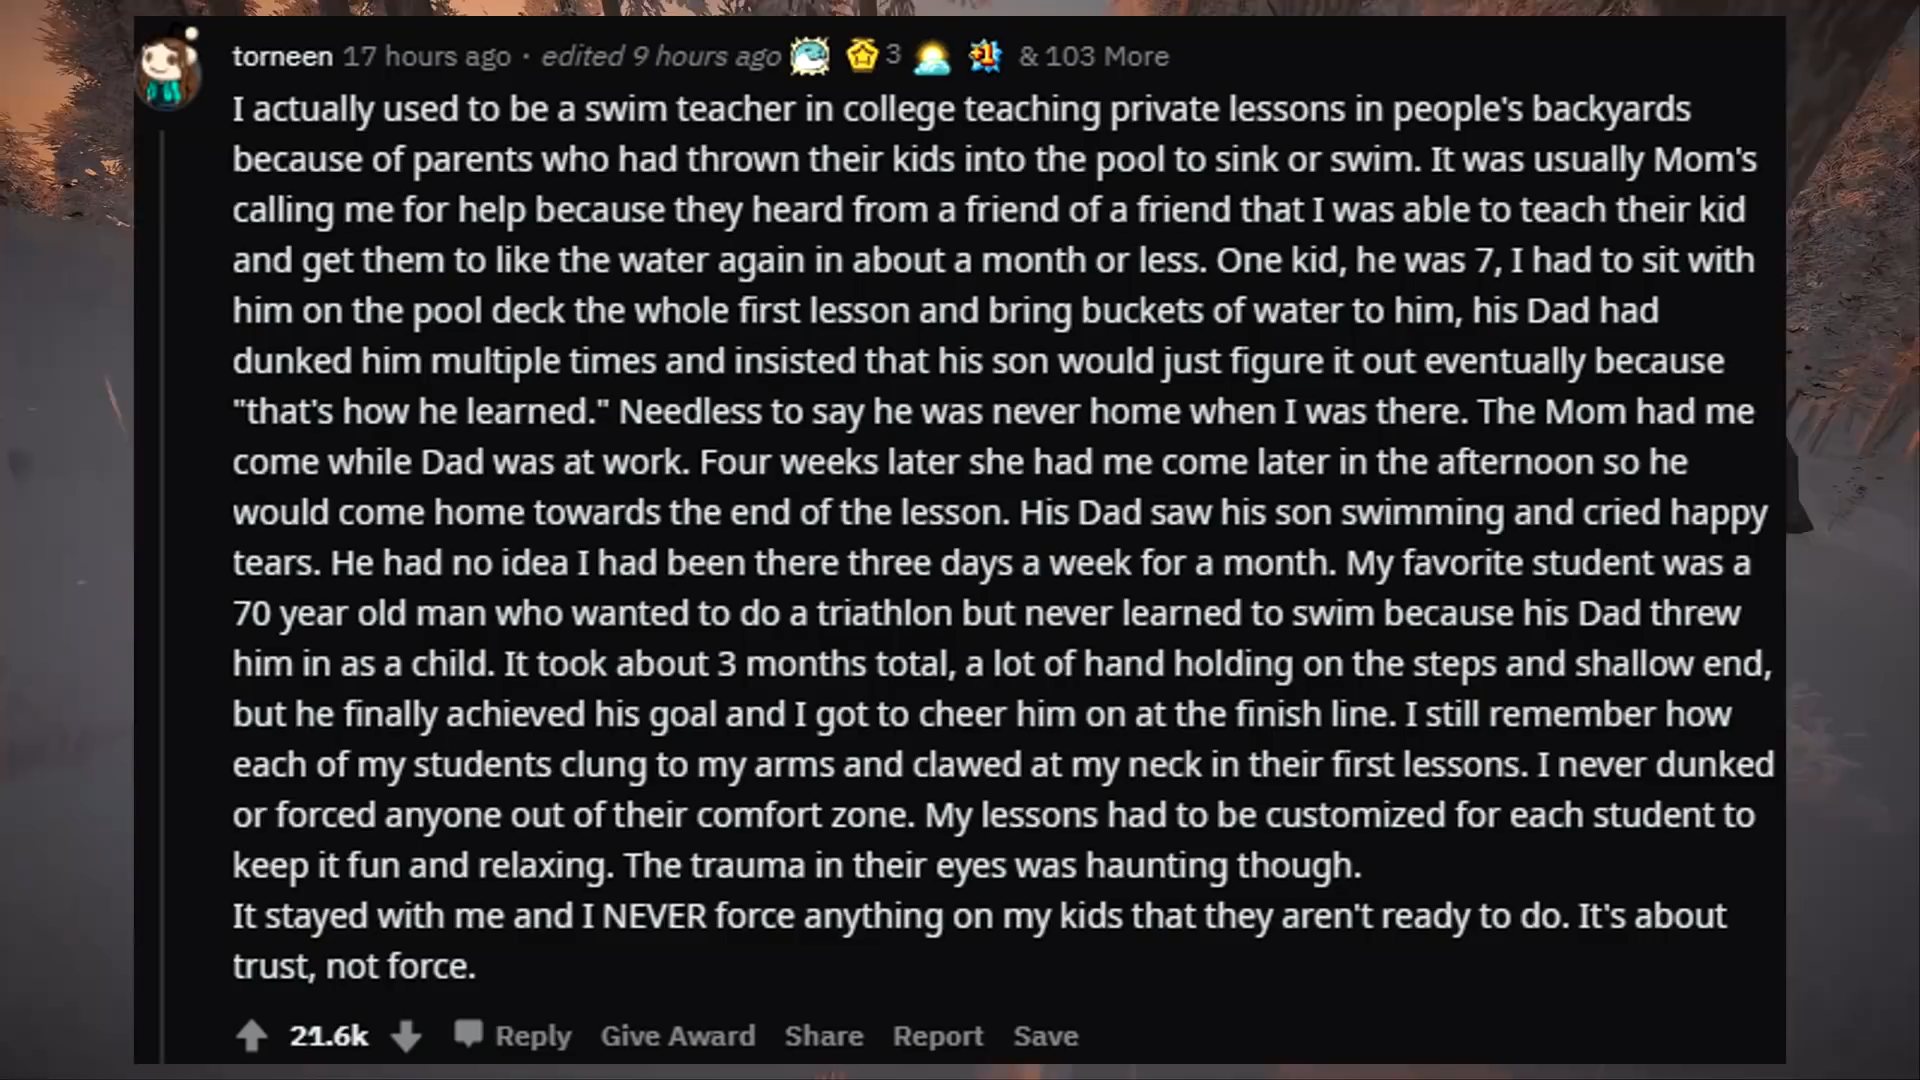 torneen 17 hours ago · edited 9 hours ago 3 +1 & 103 More
I actually used to be a swim teacher in college teaching private lessons in people's backyards
because of parents who had thrown their kids into the pool to sink or swim. It was usually Mom's
calling me for help because they heard from a friend of a friend that I was able to teach their kid
and get them to like the water again in about a month or less. One kid, he was 7, I had to sit with
him on the pool deck the whole first lesson and bring buckets of water to him, his Dad had
dunked him multiple times and insisted that his son would just figure it out eventually because
"that's how he learned." Needless to say he was never home when I was there. The Mom had me
come while Dad was at work. Four weeks later she had me come later in the afternoon so he
would come home towards the end of the lesson. His Dad saw his son swimming and cried happy
tears. He had no idea I had been there three days a week for a month. My favorite student was a
70 year old man who wanted to do a triathlon but never learned to swim because his Dad threw
him in as a child. It took about 3 months total, a lot of hand holding on the steps and shallow end,
but he finally achieved his goal and I got to cheer him on at the finish line. I still remember how
each of my students clung to my arms and clawed at my neck in their first lessons. I never dunked
or forced anyone out of their comfort zone. My lessons had to be customized for each student to
keep it fun and relaxing. The trauma in their eyes was haunting though.
It stayed with me and I NEVER force anything on my kids that they aren't ready to do. It's about
trust, not force.
21.6k Reply Give Award Share Report Save